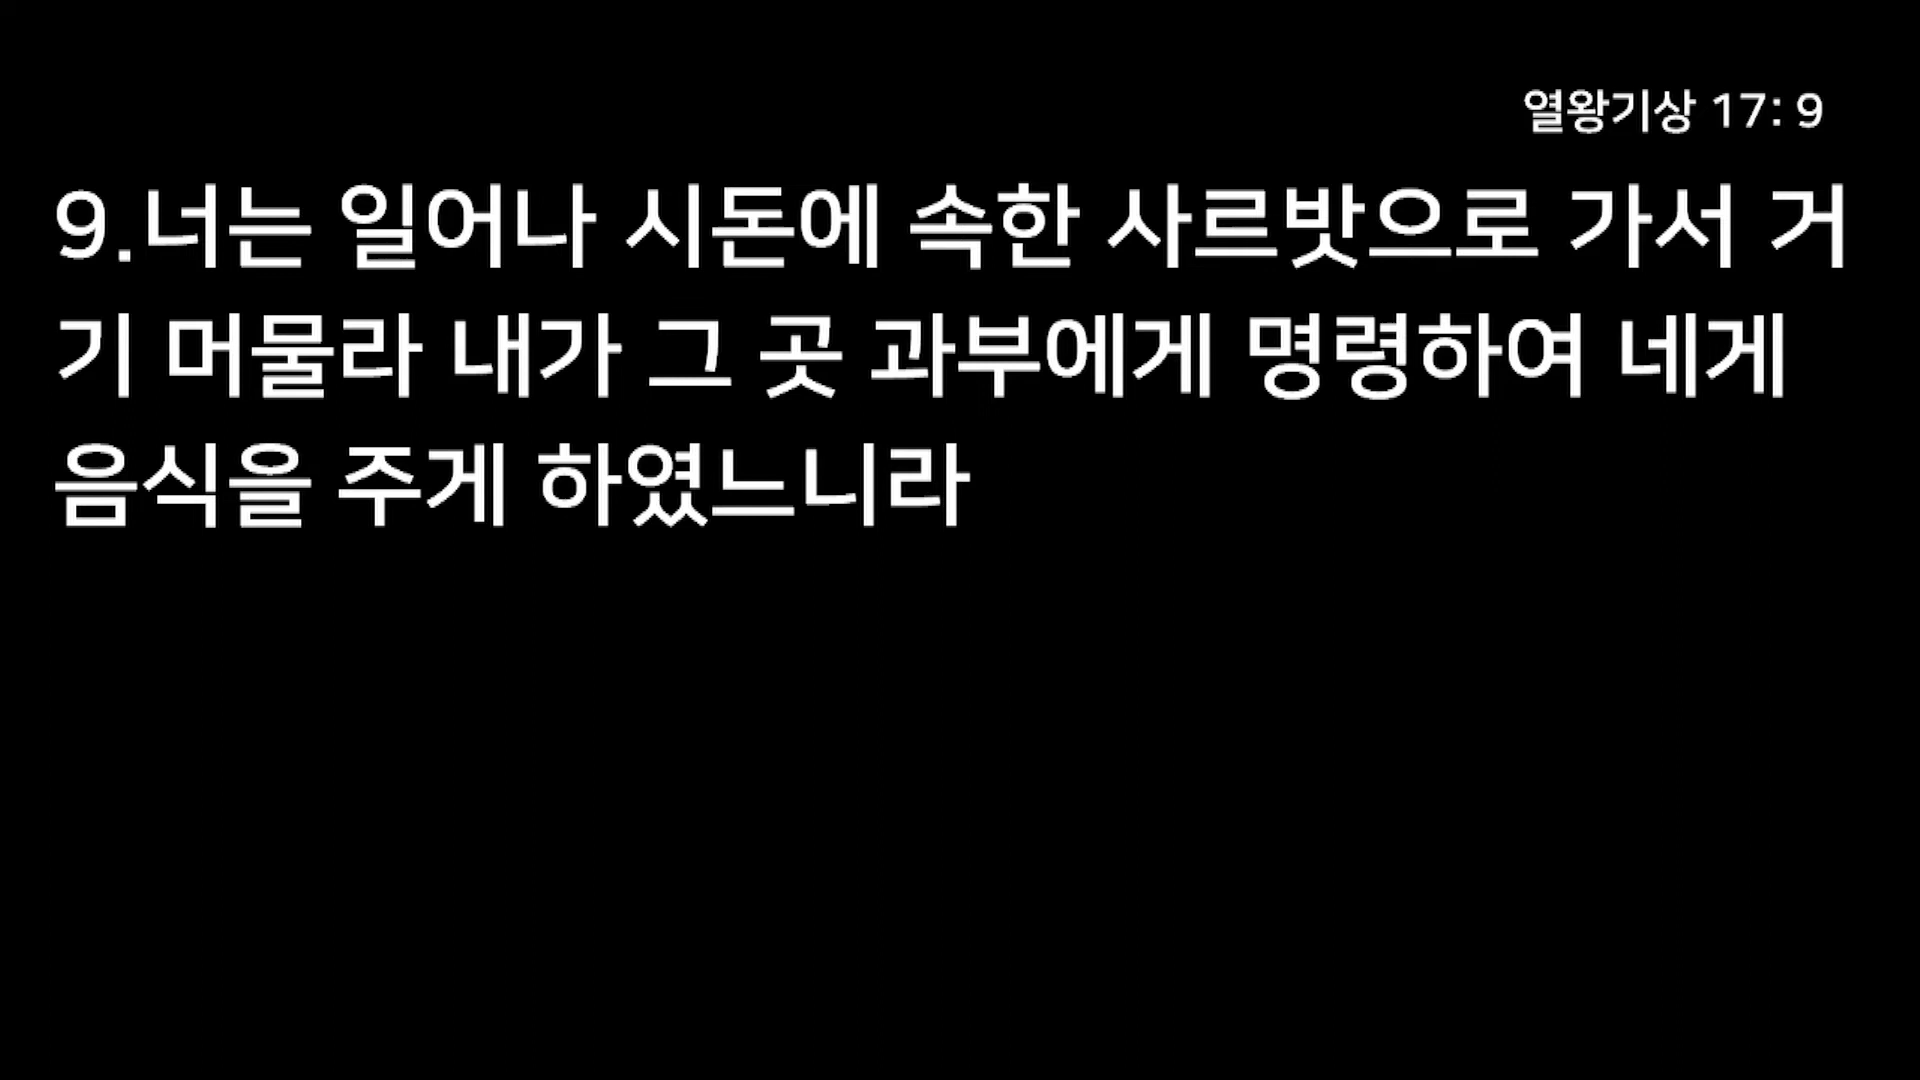 열왕기상 17: 9
9.너는 일어나 시돈에 속한 사르밧으로 가서 거
기 머물라 내가 그 곳 과부에게 명령하여 네게
음식을 주게 하였느니라